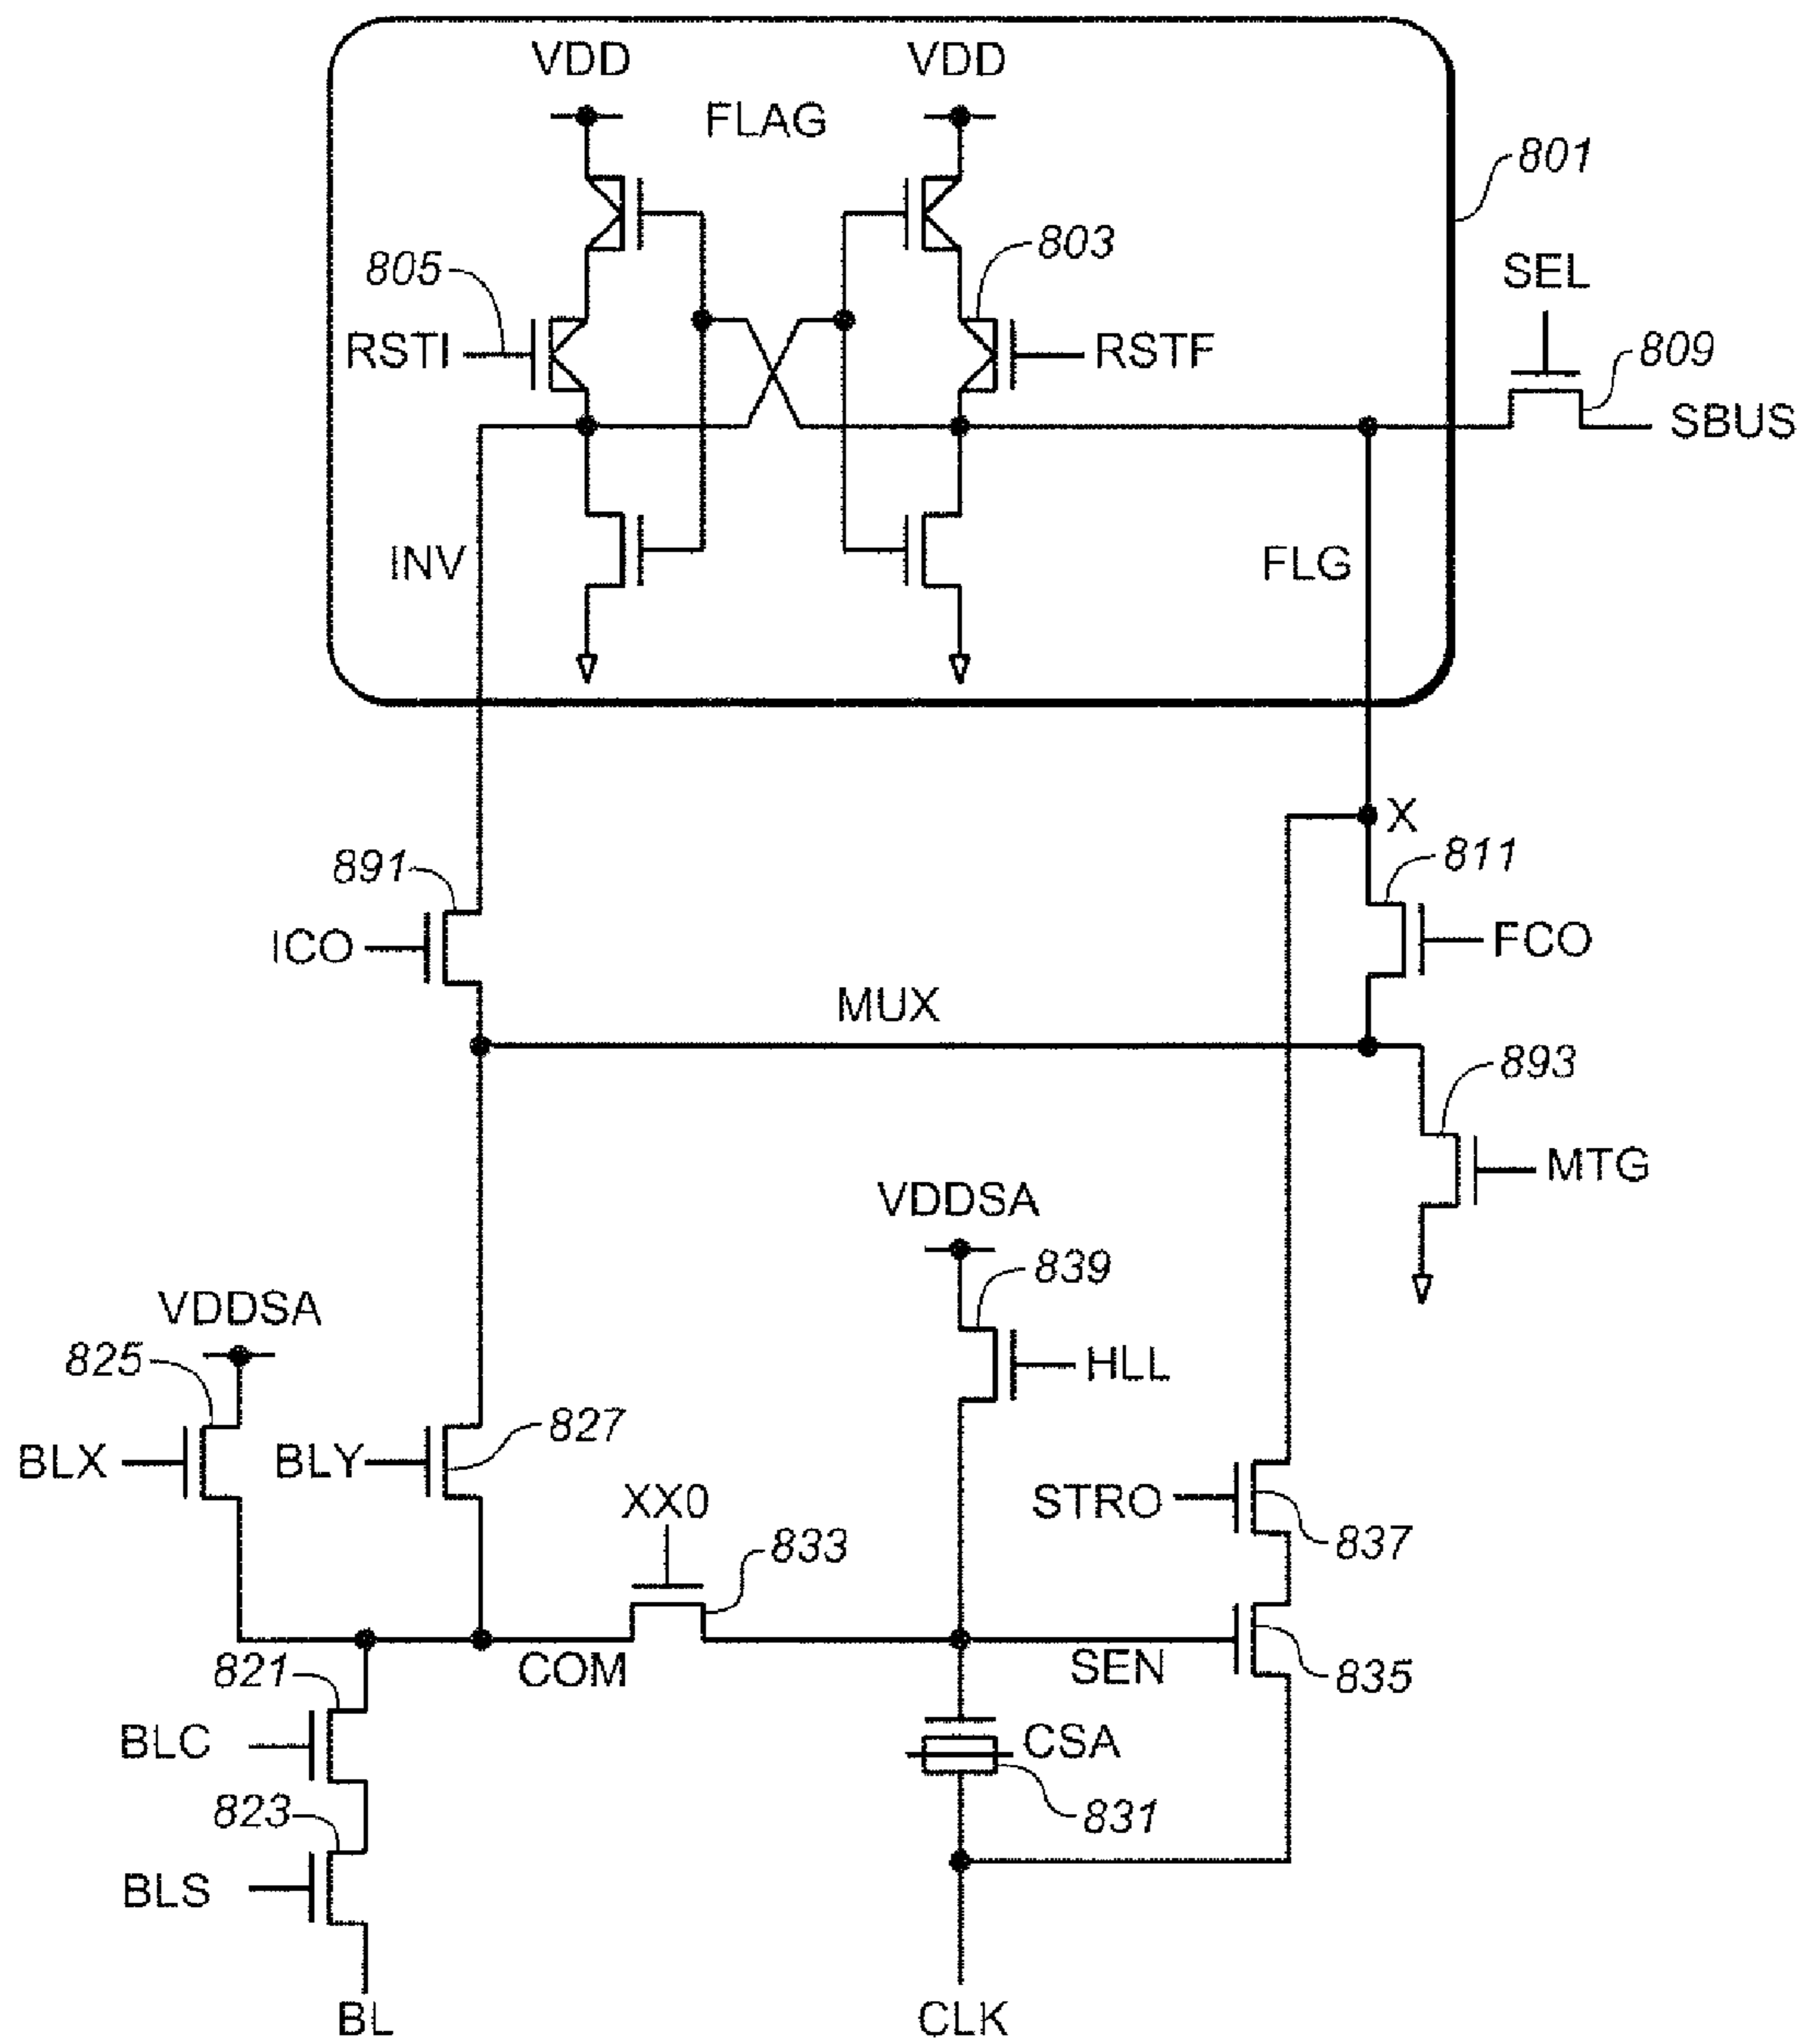 VDD
VDD
FLAG
801
803
805
SEL
RSTI
RSTF
809
SBUS
INV
FLG
X
891
811
ICO
FCO
MUX
893
MTG
VDDSA
839
VDDSA
825
HLL
827
BLX
BLY
XX0
STRO
833
837
COM
SEN
821
835
BLC
CSA
823
831
BLS
BL
CLK